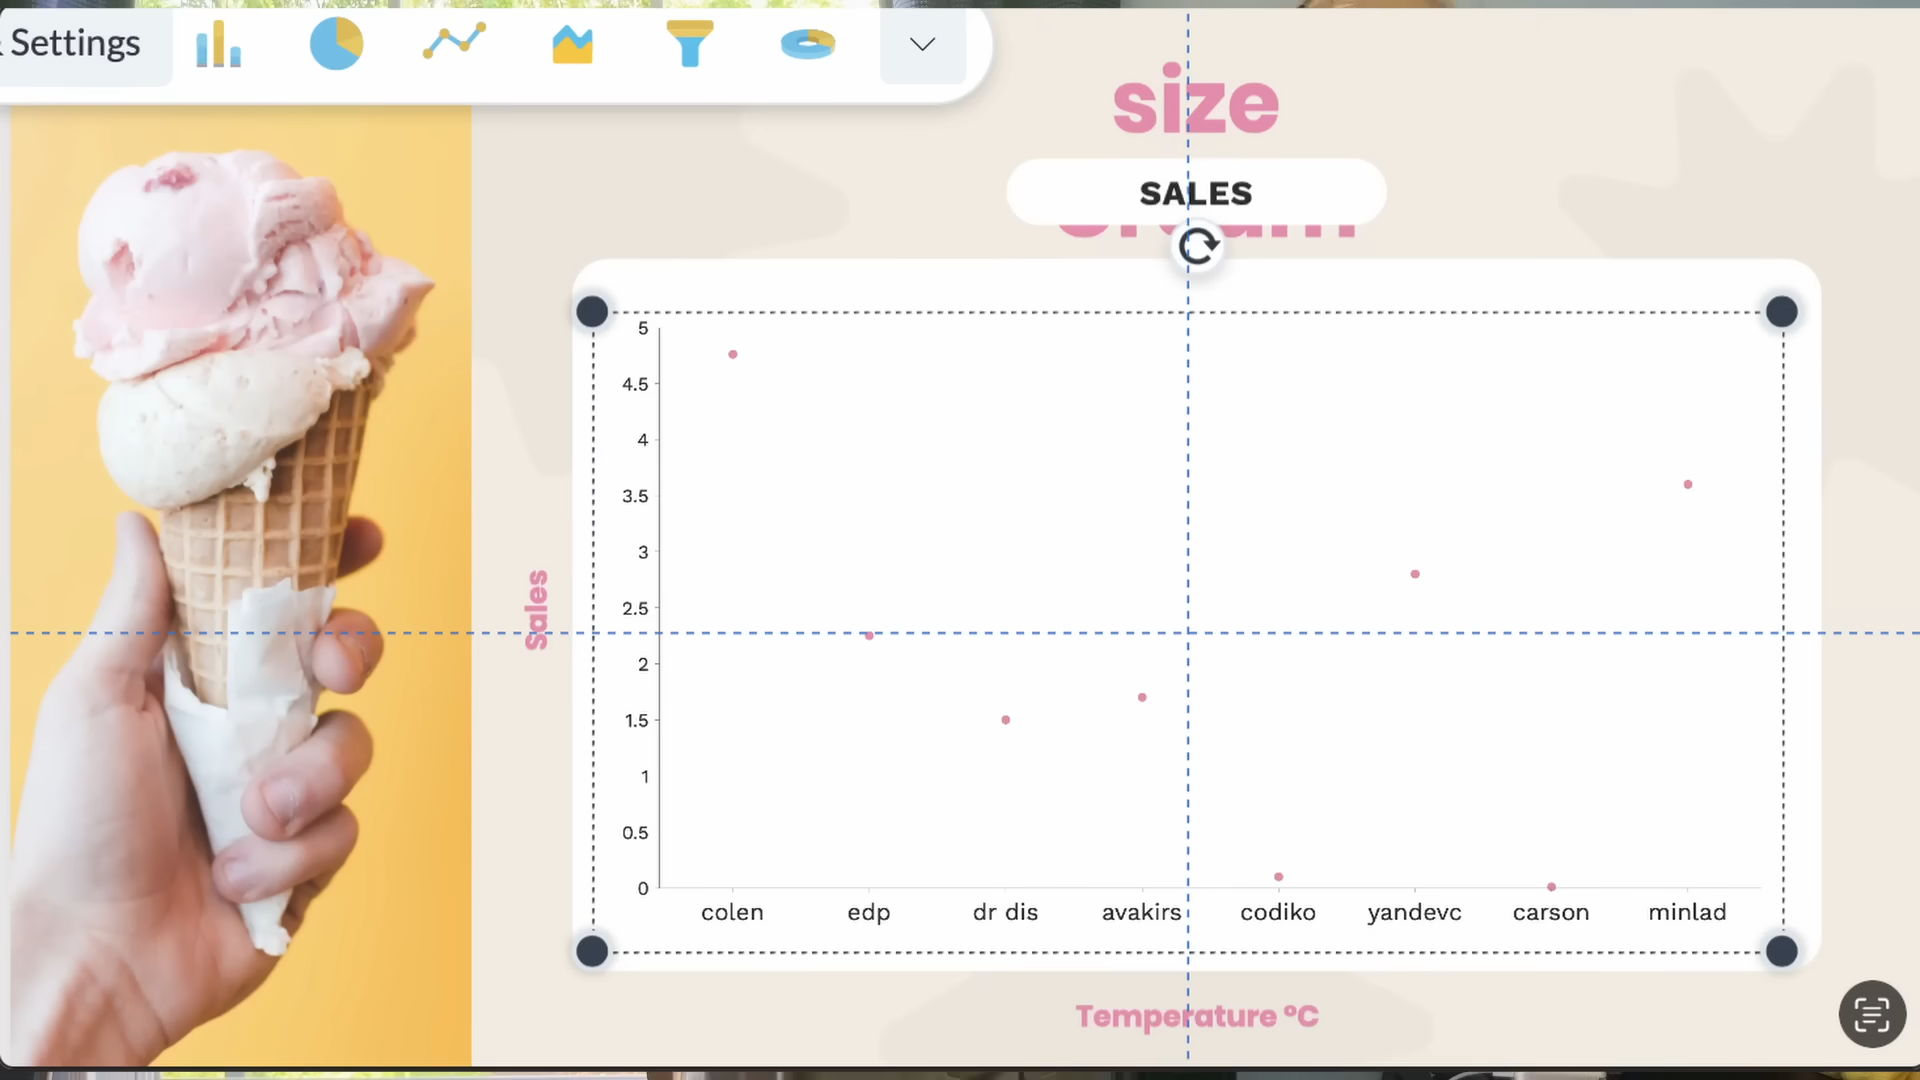 Settings
size
SALES
5
4.5
4
3.5
3
2.5
2
1.5
1
0.5
0
Sales
colen edp dr dis avakirs codiko yandevc carson minlad
Temperature °C